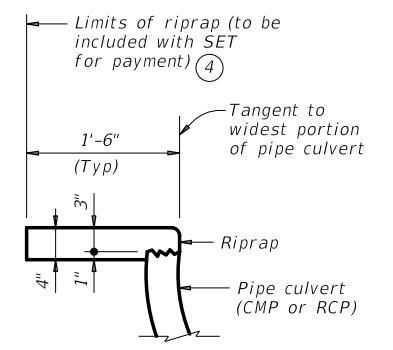 Limits of riprap (to be
included with SET
for payment) 4
Tangent to
widest portion
of pipe culvert
1'-6"
(Typ)
3"
4"
1"
Riprap
Pipe culvert
(CMP or RCP)